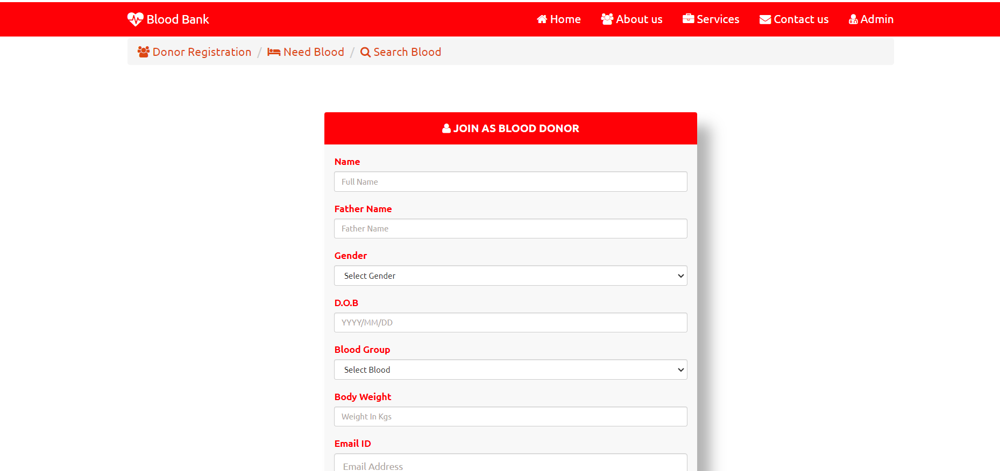 Blood Bank Home About us Services Contact us Admin
Donor Registration / Need Blood / Search Blood
JOIN AS BLOOD DONOR
Name
Full Name
Father Name
Father Name
Gender
Select Gender
D.O.B
YYYY/MM/DD
Blood Group
Select Blood
Body Weight
Weight In Kgs
Email ID
Email Address